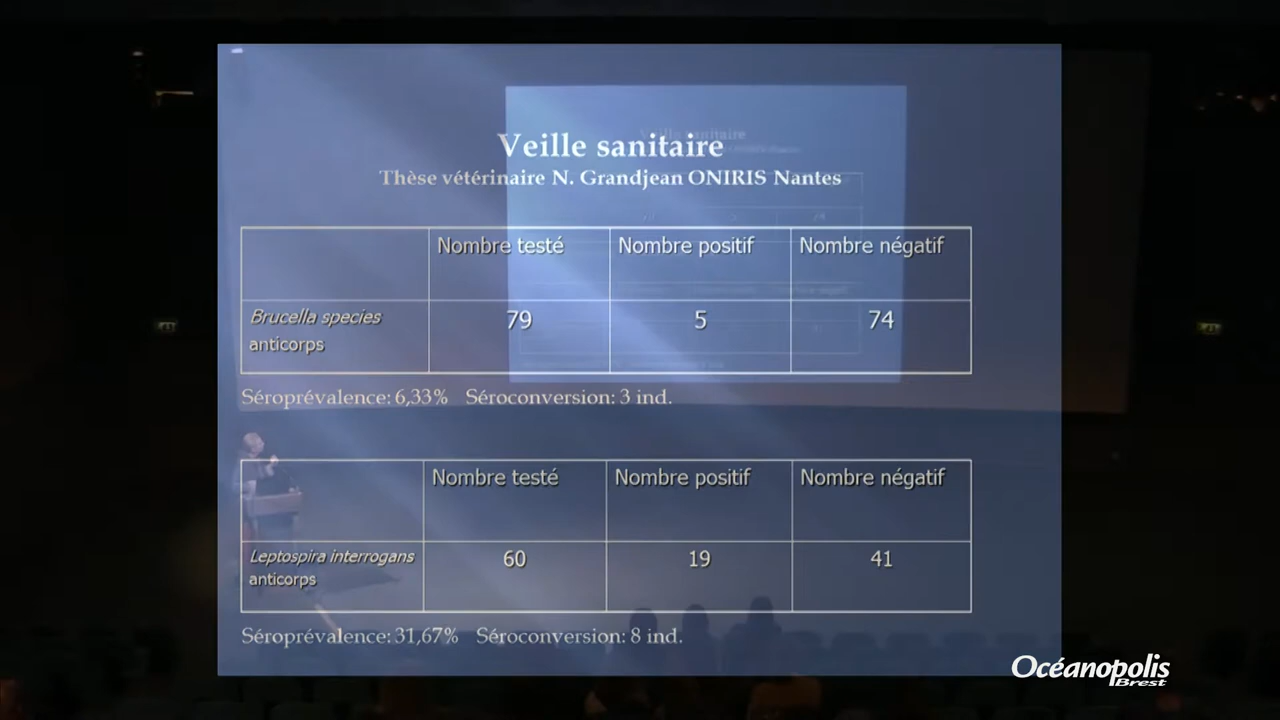 Veille sanitaire
Thèse vétérinaire N. Grandjean ONIRIS Nantes
Nombre testé Nombre positif Nombre négatif
Brucella species
anticorps
79 5 74
Séroprévalence: 6,33% Séroconversion: 3 ind.
Nombre testé Nombre positif Nombre négatif
Leptospira interrogans
anticorps
60 19 41
Séroprévalence: 31,67% Séroconversion: 8 ind.
Océanopolis
Brest